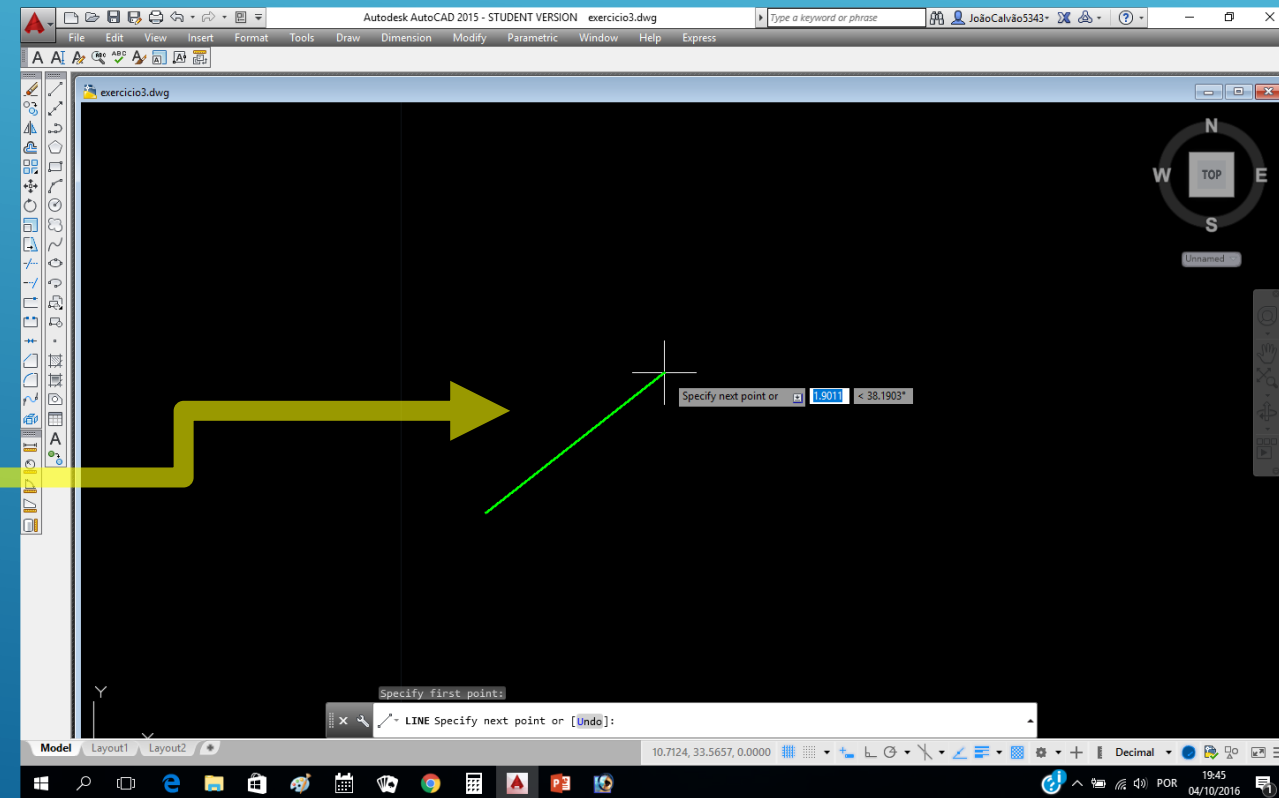 Autodesk AutoCAD 2015 - STUDENT VERSION exercicio3.dwg
Type a keyword or phrase
JoãoCalvão5343
File Edit View Insert Format Tools Draw Dimension Modify Parametric Window Help Express
exercicio3.dwg
N
W TOP E
S
Unnamed
Specify next point or 1.9011 < 38.1903°
Y
Specify first point:
LINE Specify next point or [Undo]:
Model Layout1 Layout2
10.7124, 33.5657, 0.0000
Decimal
POR
19:45
04/10/2016